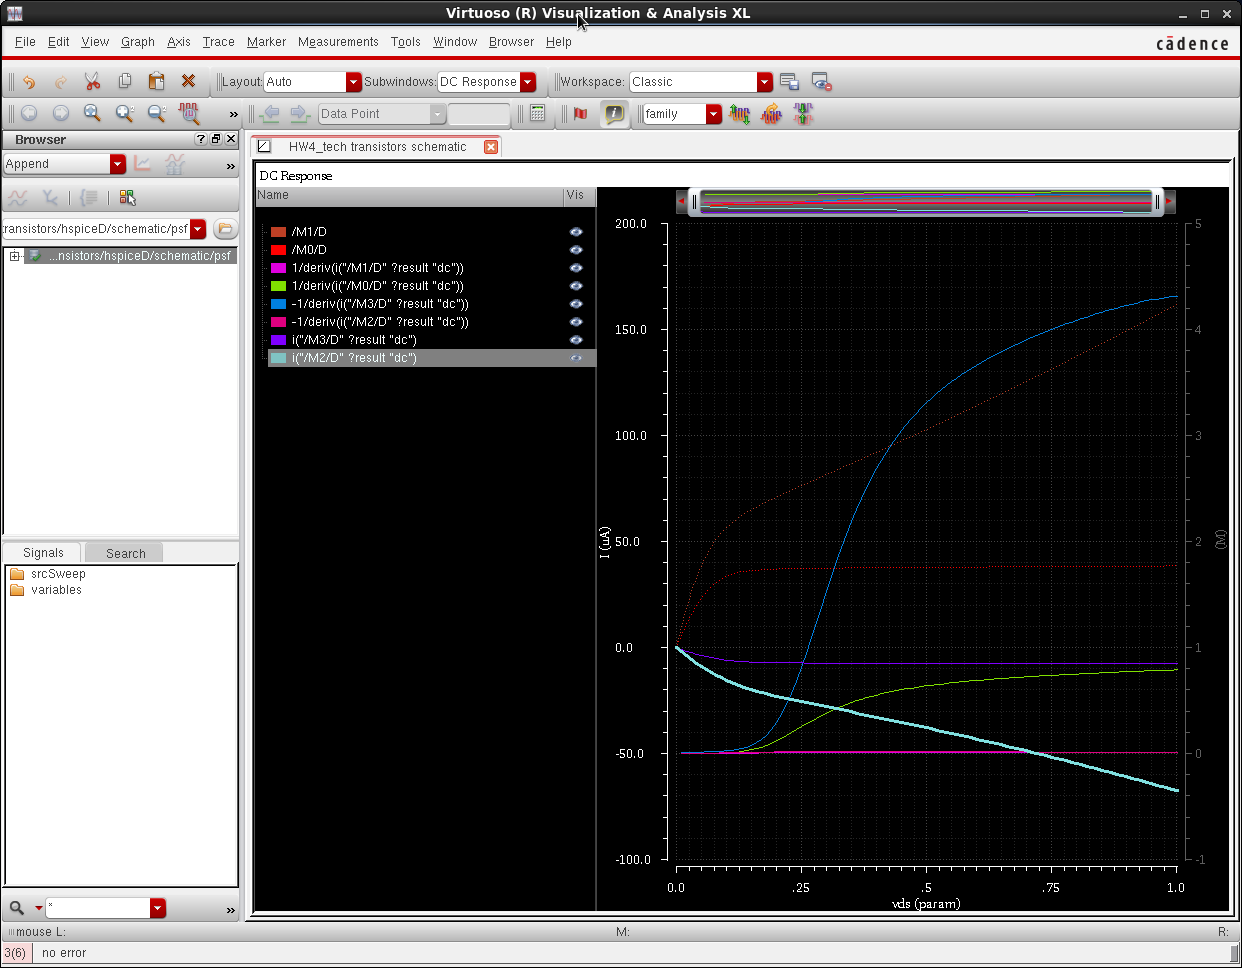 Virtuoso (R) Visualization & Analysis XL
File Edit View Graph Axis Trace Marker Measurements Tools Window Browser Help
cādence
Layout: Auto Subwindows: DC Response Workspace: Classic
» Data Point family
Browser
Append »
ransistors/hspiceD/schematic/psf
...nsistors/hspiceD/schematic/psf
Signals Search
srcSweep
variables
* »
HW4_tech transistors schematic
DC Response
Name Vis
/M1/D
/M0/D
1/deriv(i("/M1/D" ?result "dc"))
1/deriv(i("/M0/D" ?result "dc"))
-1/deriv(i("/M3/D" ?result "dc"))
-1/deriv(i("/M2/D" ?result "dc"))
i("/M3/D" ?result "dc")
i("/M2/D" ?result "dc")
200.0
150.0
100.0
50.0
0.0
-50.0
-100.0
I (uA)
5
4
3
2
1
0
-1
(M)
0.0 .25 .5 .75 1.0
vds (param)
mouse L: M: R:
3(6) no error